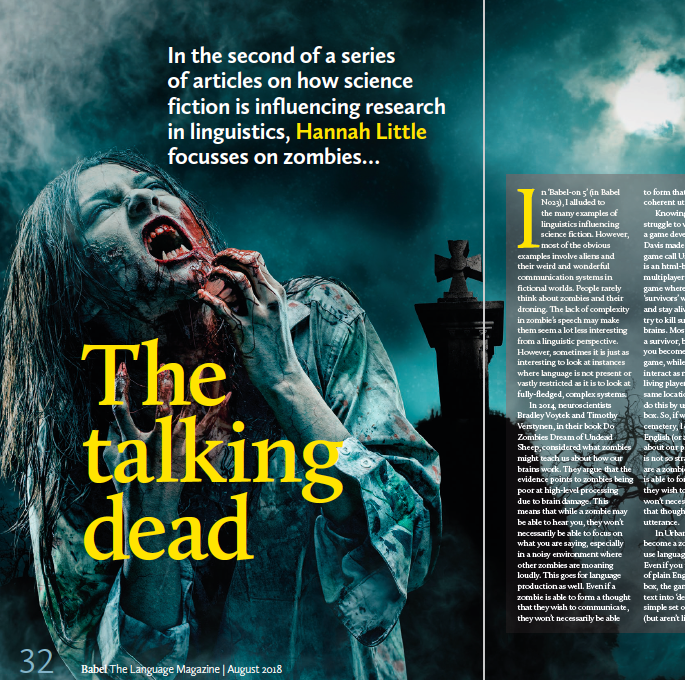 In the second of a series
of articles on how science
fiction is influencing research
in linguistics, Hannah Little
focusses on zombies...
The
talking
dead
In 'Babel-on 5' (in Babel
No23), I alluded to
the many examples of
linguistics influencing
science fiction. However,
most of the obvious
examples involve aliens and
their weird and wonderful
communication systems in
fictional worlds. People rarely
think about zombies and their
droning. The lack of complexity
in zombie's speech may make
them seem a lot less interesting
from a linguistic perspective.
However, sometimes it is just as
interesting to look at instances
where language is not present or
vastly restricted as it is to look at
fully-fledged, complex systems.
In 2014, neuroscientists
Bradley Voytek and Timothy
Verstynen, in their book Do
Zombies Dream of Undead
Sheep, considered what zombies
might teach us about how our
brains work. They argue that the
evidence points to zombies being
poor at high-level processing
due to brain damage. This
means that while a zombie may
be able to hear you, they won't
necessarily be able to focus on
what you are saying, especially
in a noisy environment where
other zombies are moaning
loudly. This goes for language
production as well. Even if a
zombie is able to form a thought
that they wish to communicate,
they won't necessarily be able
to form that
coherent ut
Knowing
struggle to
a game deve
Davis made
game call U
is an html-b
multiplayer
game where
'survivors' w
and stay aliv
try to kill su
brains. Mos
a survivor, b
you become
game, while
interact as r
living player
same locatio
do this by u
box. So, if w
cemetery, I
English (or a
about our p
is not so stra
are a zombie
is able to for
they wish to
won't neces
that though
utterance.
In Urban
become a zo
use languag
Even if you
of plain Eng
box, the gan
text into 'de
simple set o
(but aren't li
32
Babel The Language Magazine | August 2018